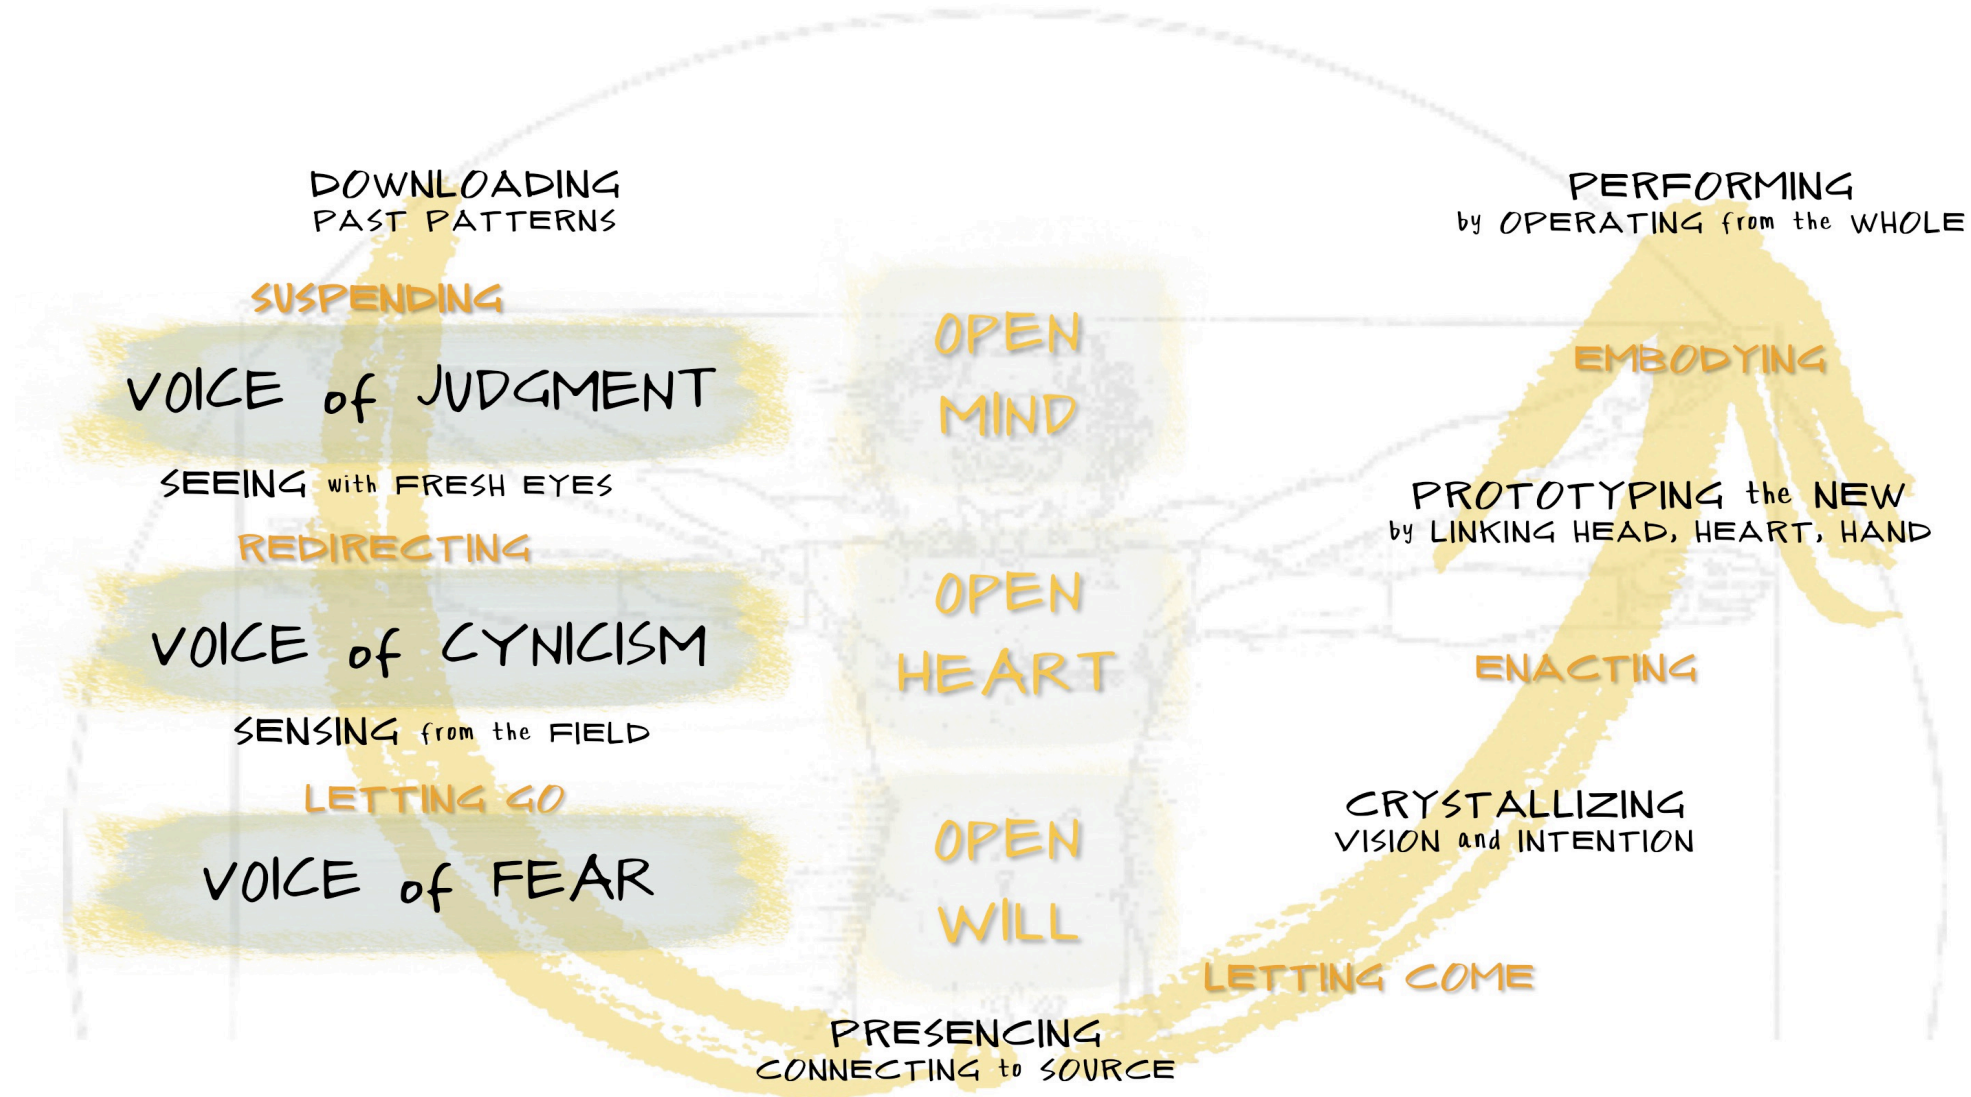 DOWNLOADING
PAST PATTERNS
SUSPENDING
VOICE of JUDGMENT
SEEING with FRESH EYES
REDIRECTING
VOICE of CYNICISM
SENSING from the FIELD
LETTING GO
VOICE of FEAR
OPEN
MIND
OPEN
HEART
OPEN
WILL
PRESENCING
CONNECTING to SOURCE
PERFORMING
by OPERATING from the WHOLE
EMBODYING
PROTOTYPING the NEW
by LINKING HEAD, HEART, HAND
ENACTING
CRYSTALLIZING
VISION and INTENTION
LETTING COME